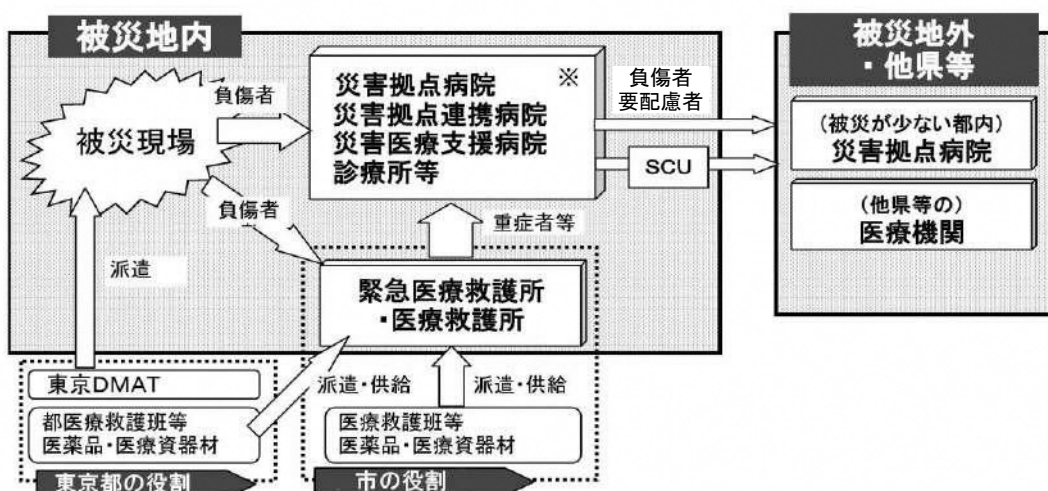 被災地内
被災現場
負傷者
負傷者
派遣
災害拠点病院 ※
災害拠点連携病院
災害医療支援病院
診療所等
重症者等
緊急医療救護所
・医療救護所
負傷者
要配慮者
SCU
被災地外
・他県等
(被災が少ない都内)
災害拠点病院
(他県等の)
医療機関
東京DMAT
都医療救護班等
医薬品・医療資器材
東京都の役割
派遣・供給
派遣・供給
医療救護班等
医薬品・医療資器材
市の役割